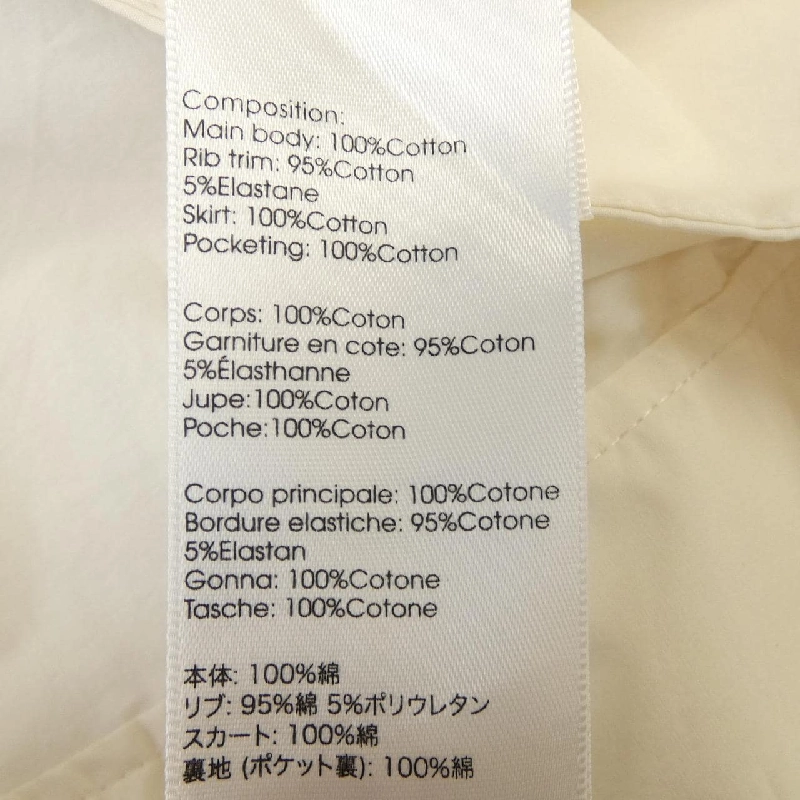 Composition:
Main body: 100%Cotton
Rib trim: 95%Cotton
5%Elastane
Skirt: 100%Cotton
Pocketing: 100%Cotton
Corps: 100%Coton
Garniture en cote: 95%Coton
5%Élasthanne
Jupe:100%Coton
Poche:100%Coton
Corpo principale: 100%Cotone
Bordure elastiche: 95%Cotone
5%Elastan
Gonna: 100%Cotone
Tasche: 100%Cotone
本体: 100%綿
リブ: 95%綿 5%ポリウレタン
スカート: 100%綿
裏地 (ポケット裏): 100%綿